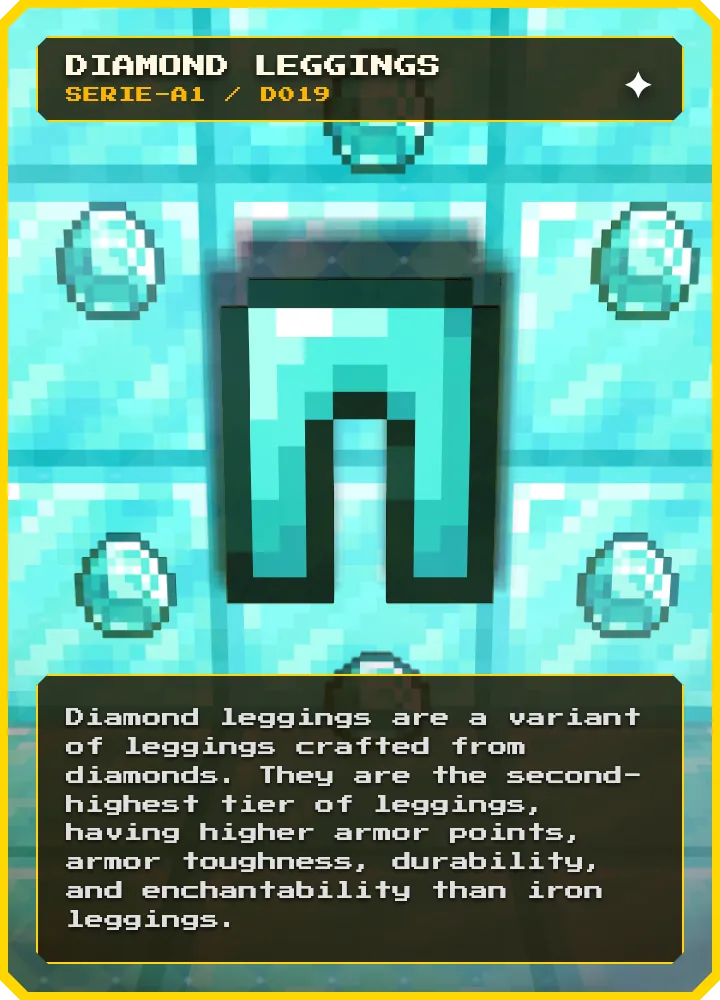 DIAMOND LEGGINGS
SERIE-A1 / D019
Diamond leggings are a variant
of leggings crafted from
diamonds. They are the second-
highest tier of leggings,
having higher armor points,
armor toughness, durability,
and enchantability than iron
leggings.